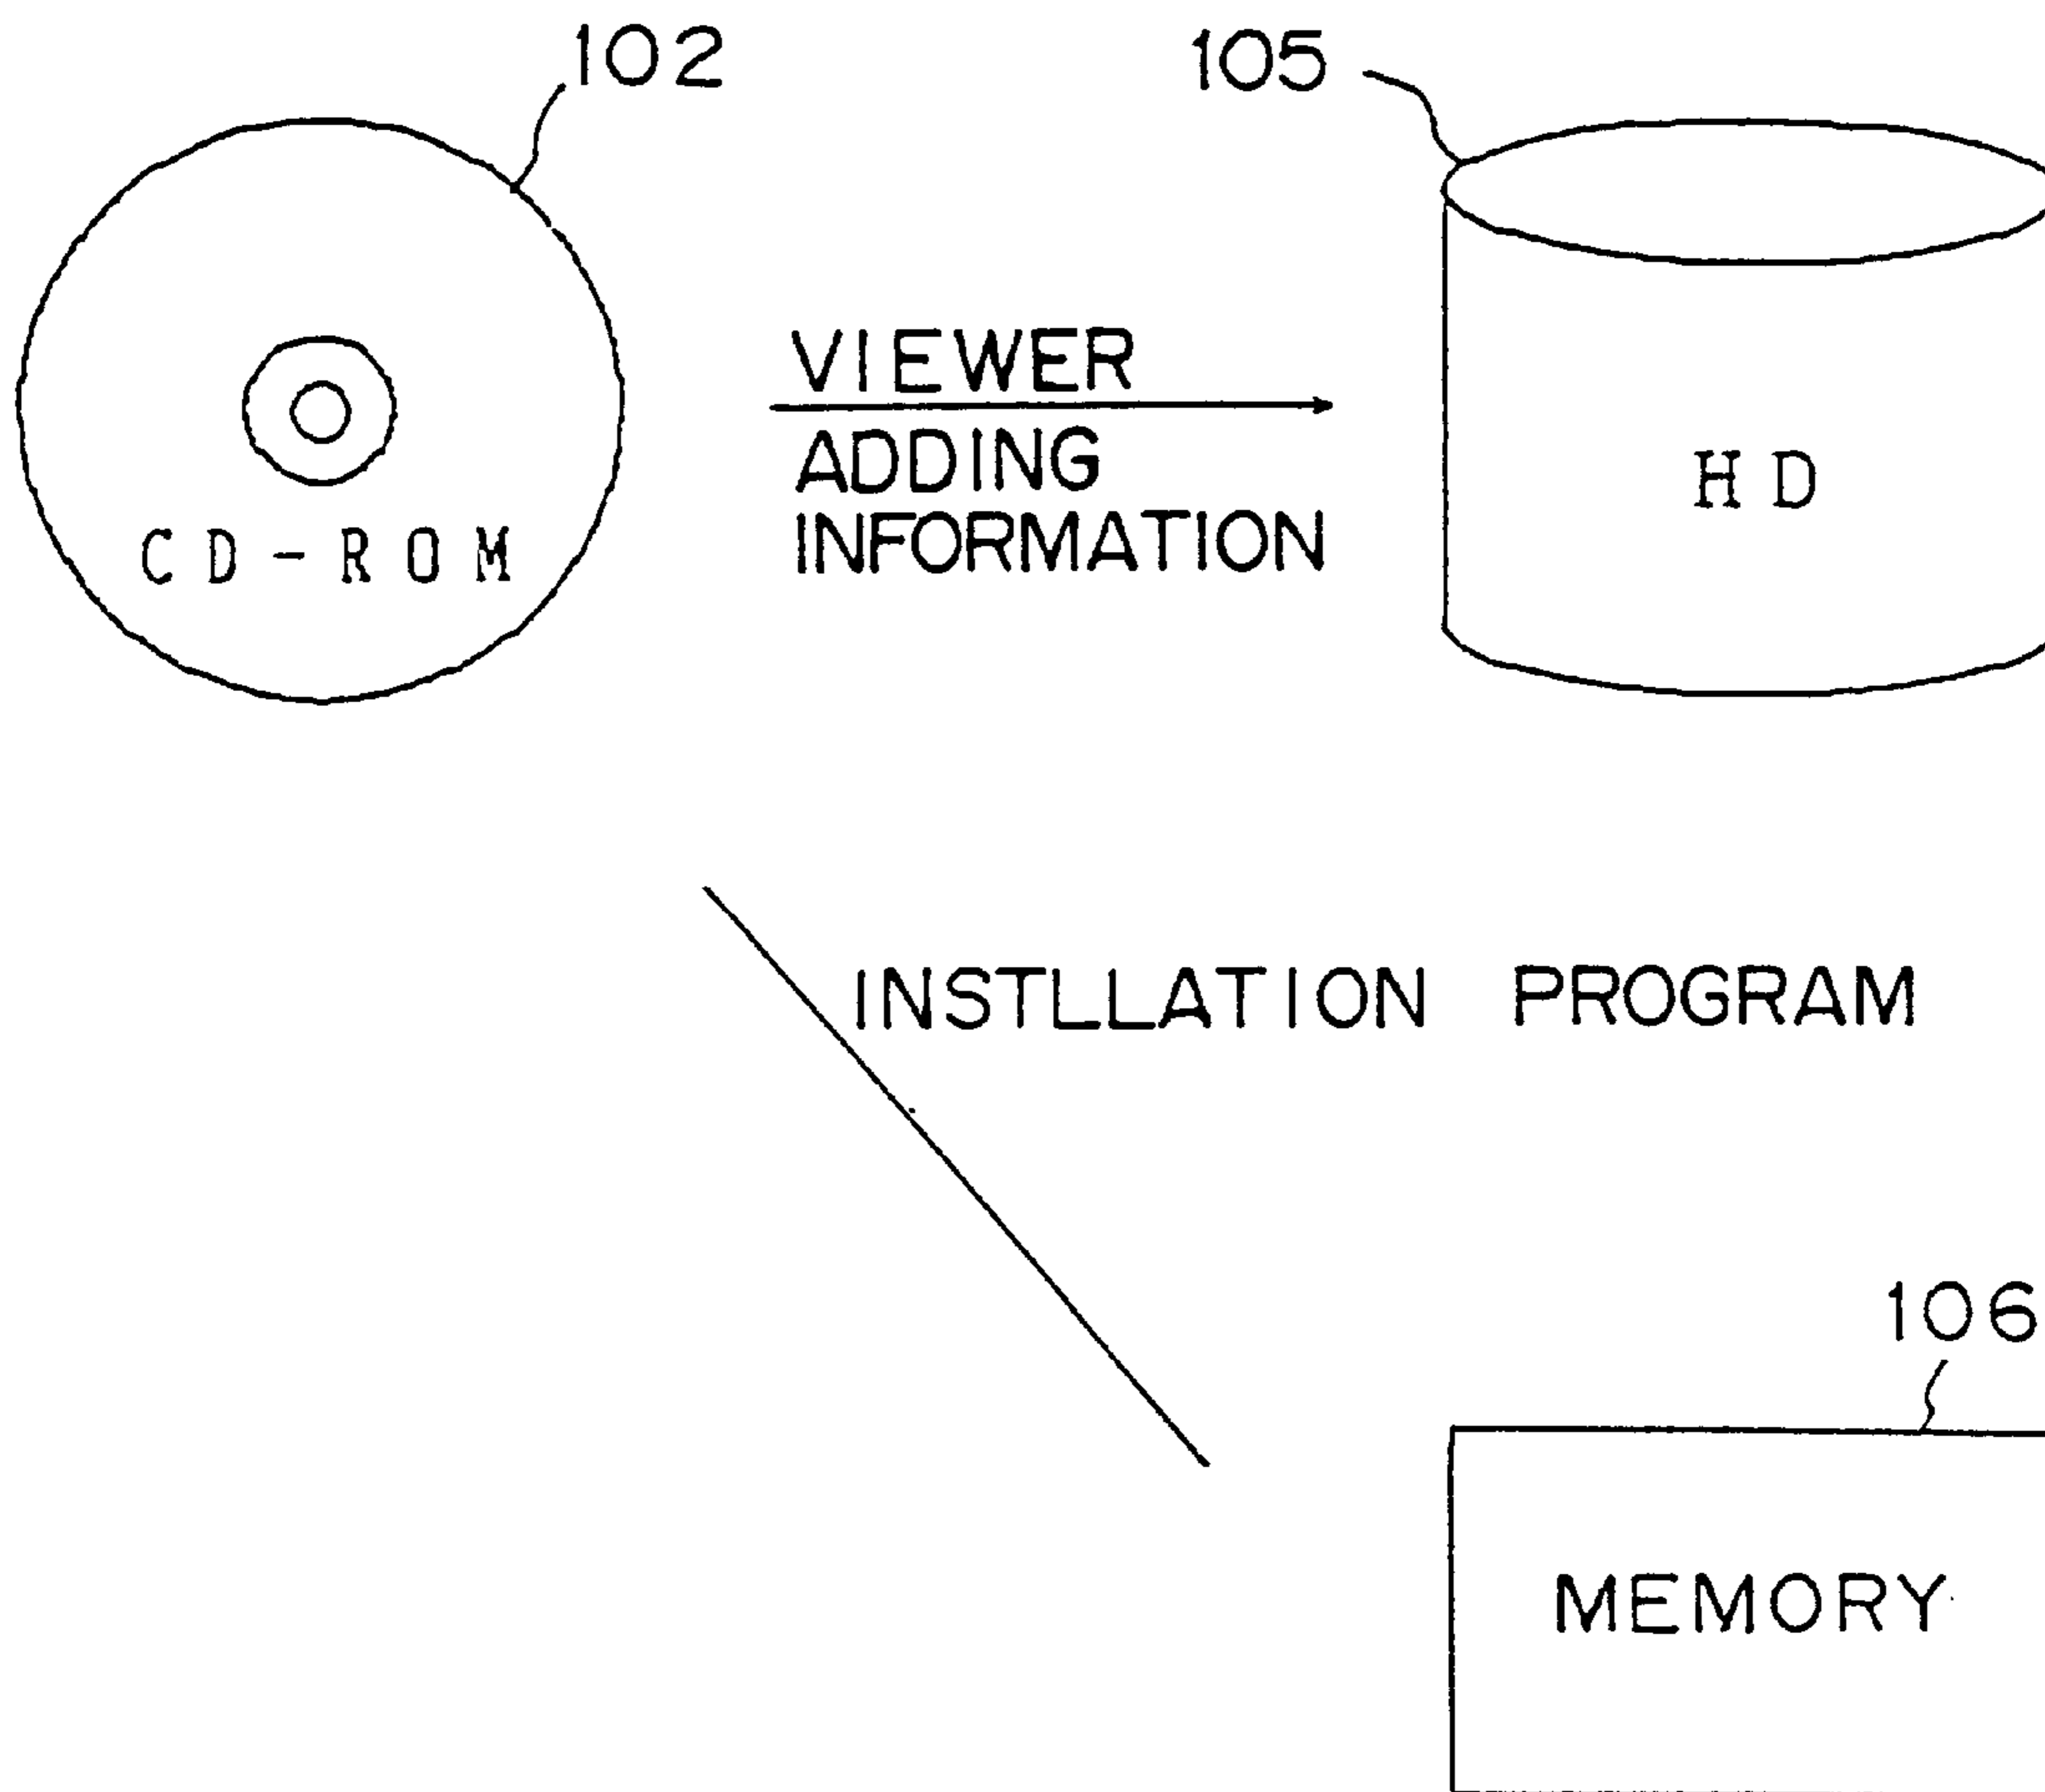 102
105
VIEWER
ADDING
INFORMATION
HD
CD-ROM
INSTLLATION PROGRAM
106
MEMORY